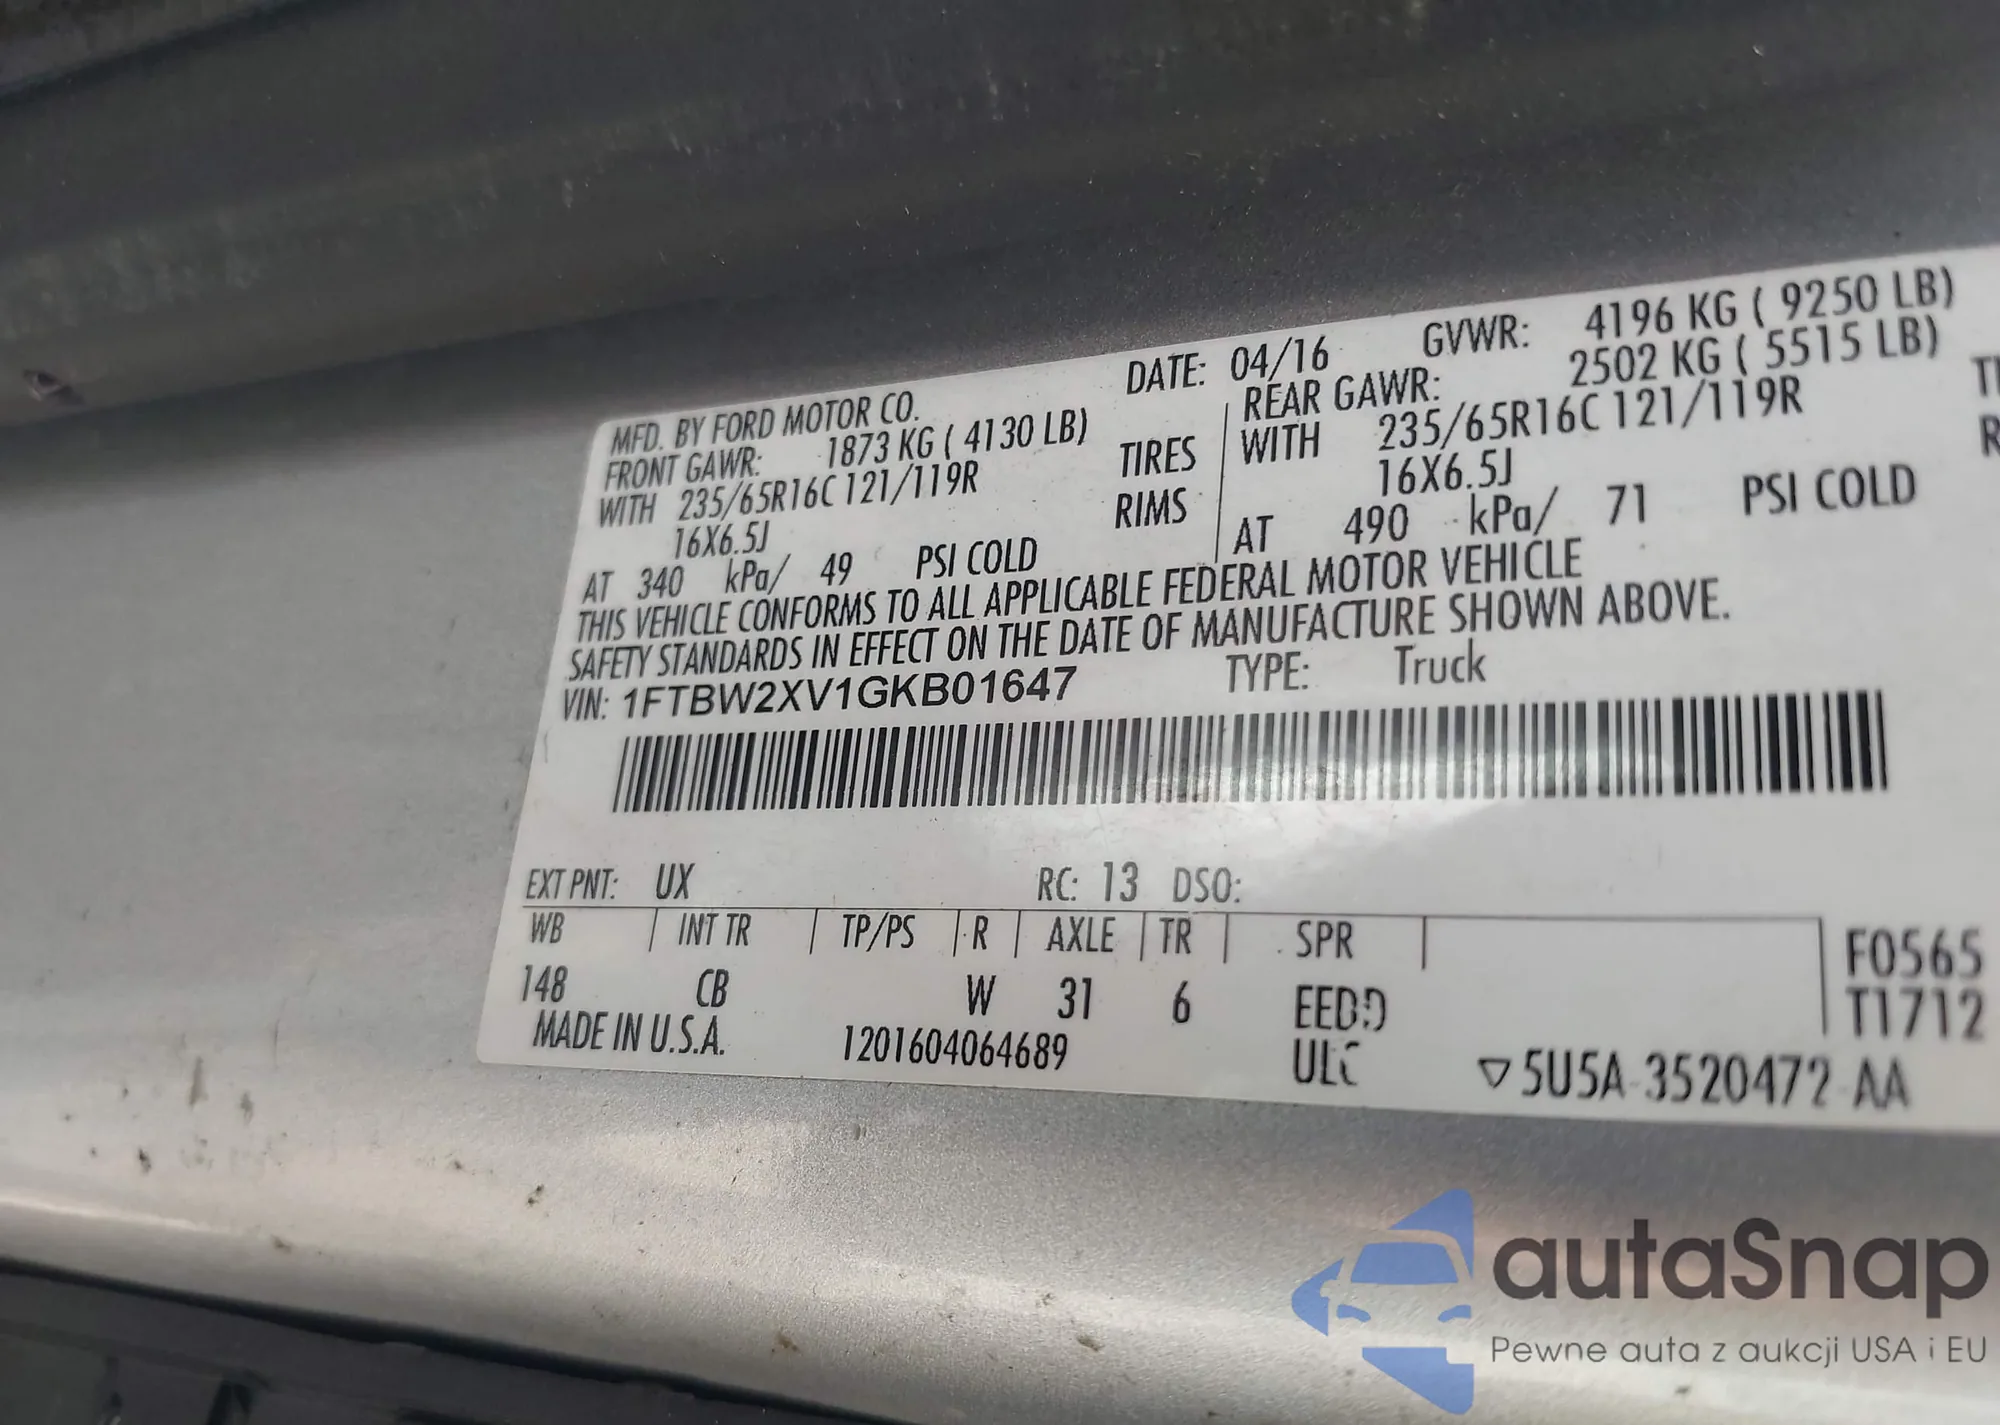 MFD. BY FORD MOTOR CO.
DATE: 04/16
GVWR: 4196 KG ( 9250 LB)
FRONT GAWR: 1873 KG ( 4130 LB)
REAR GAWR: 2502 KG ( 5515 LB)
WITH 235/65R16C 121/119R TIRES
WITH 235/65R16C 121/119R
16X6.5J RIMS
16X6.5J
AT 340 kPa/ 49 PSI COLD
AT 490 kPa/ 71 PSI COLD
THIS VEHICLE CONFORMS TO ALL APPLICABLE FEDERAL MOTOR VEHICLE
SAFETY STANDARDS IN EFFECT ON THE DATE OF MANUFACTURE SHOWN ABOVE.
VIN: 1FTBW2XV1GKB01647
TYPE: Truck
EXT PNT: UX RC: 13 DSO:
WB INT TR TP/PS R AXLE TR SPR
F0565
148 CB W 31 6 EEDD
T1712
MADE IN U.S.A. 1201604064689
ULC
▽5U5A-3520472-AA
autaSnap
Pewne auta z aukcji USA i EU